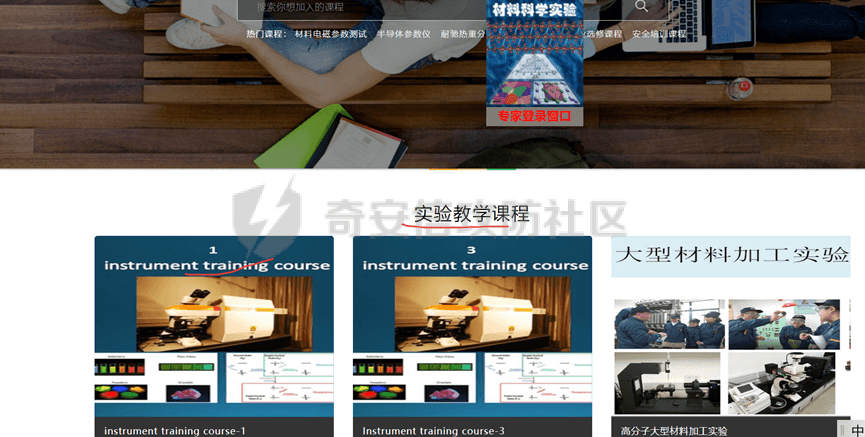 搜索你想加入的课程
材料科学实验
热门课程： 材料电磁参数测试 半导体参数仪 耐驰热重分 选修课程 安全培训课程
专家登录窗口
奇安信攻防社区
实验教学课程
1
instrument training course
3
instrument training course
大型材料加工实验
instrument training course-1
Instrument training course-3
高分子大型材料加工实验
中